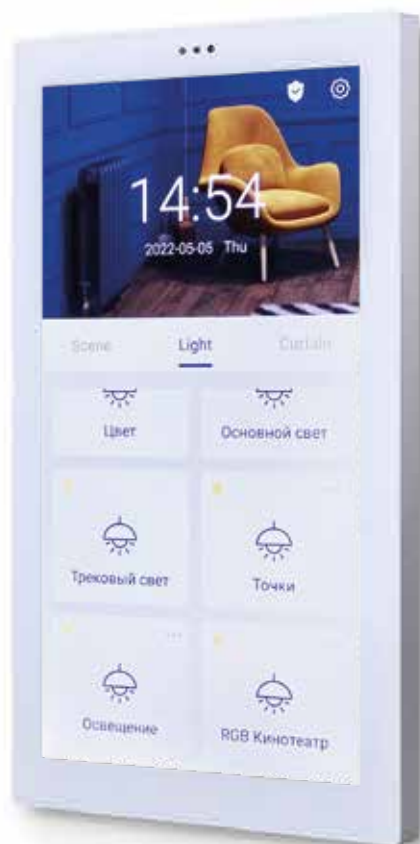 14:54
2022-05-05 Thu
Scene Light Curtain
Цвет Основной свет
Трековый свет Точки
Освещение RGB Кинотеатр